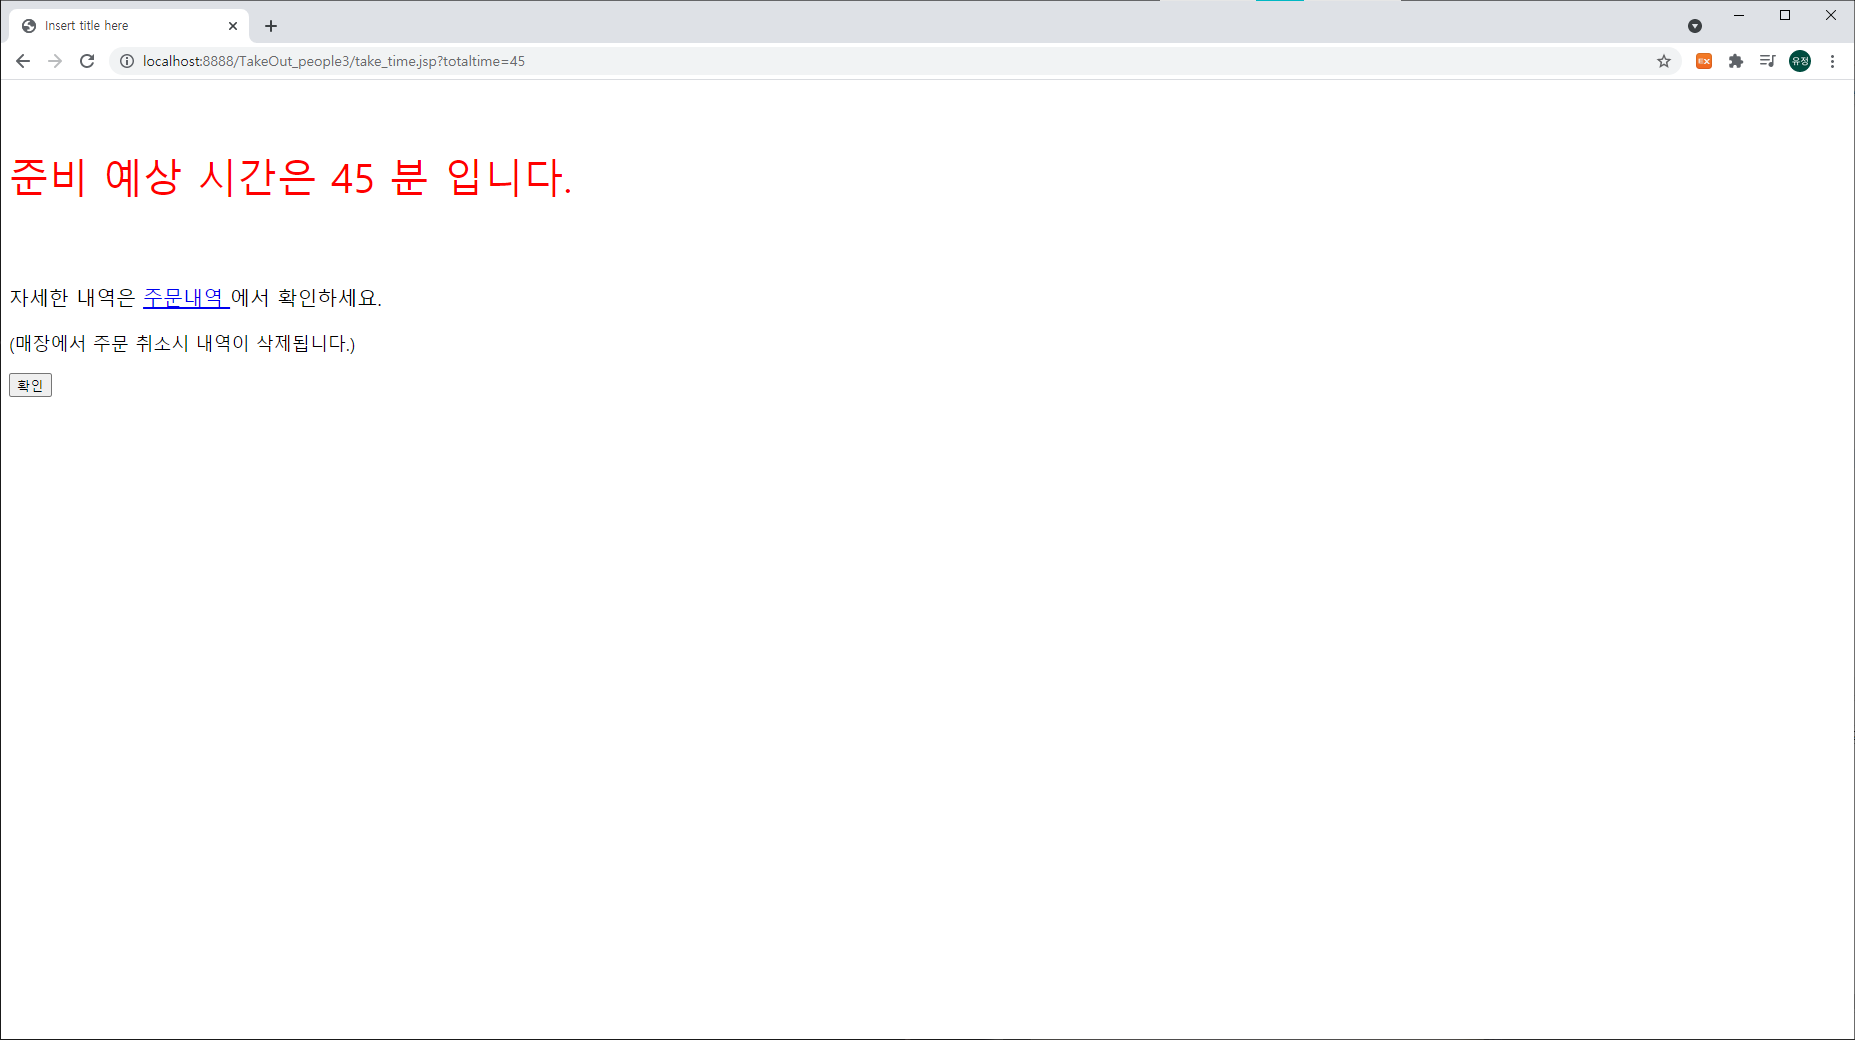 Insert title here
localhost:8888/TakeOut_people3/take_time.jsp?totaltime=45
유정
준비 예상 시간은 45 분 입니다.
자세한 내역은 주문내역 에서 확인하세요.
(매장에서 주문 취소시 내역이 삭제됩니다.)
확인